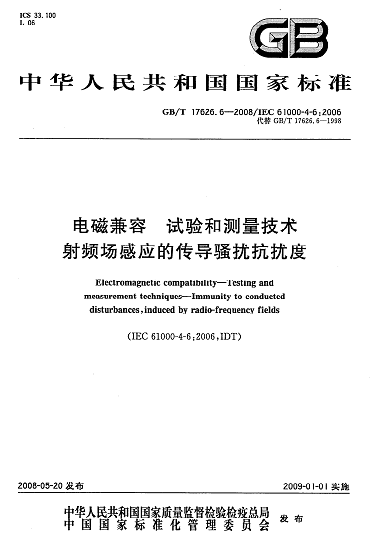 ICS 33.100
L 06
GB
中华人民共和国国家标准
GB/T 17626.6—2008/IEC 61000-4-6:2006
代替 GB/T 17626.6—1998
电磁兼容 试验和测量技术
射频场感应的传导骚扰抗扰度
Electromagnetic compatibility—Testing and
measurement techniques—Immunity to conducted
disturbances, induced by radio-frequency fields
(IEC 61000-4-6:2006,IDT)
2008-05-20 发布
2009-01-01 实施
中华人民共和国国家质量监督检验检疫总局
中国国家标准化管理委员会
发布